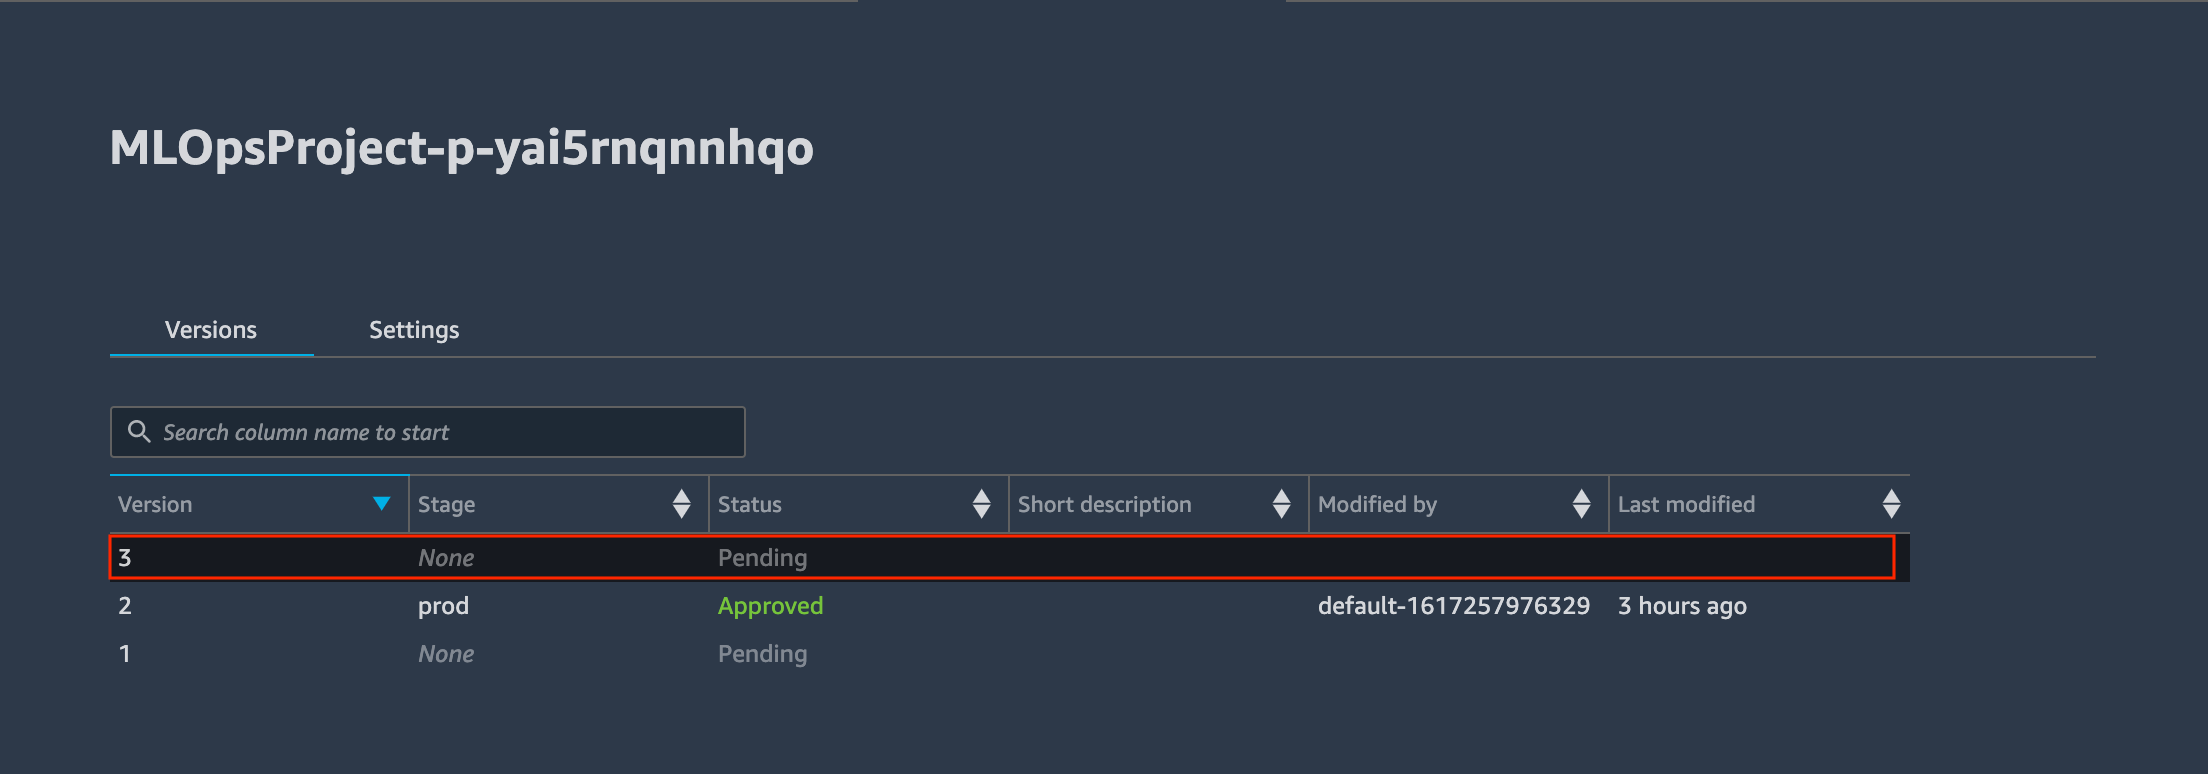 MLOpsProject-p-yai5rnqnnhqo
Versions Settings
Search column name to start
Version Stage Status Short description Modified by Last modified
3 None Pending
2 prod Approved default-1617257976329 3 hours ago
1 None Pending